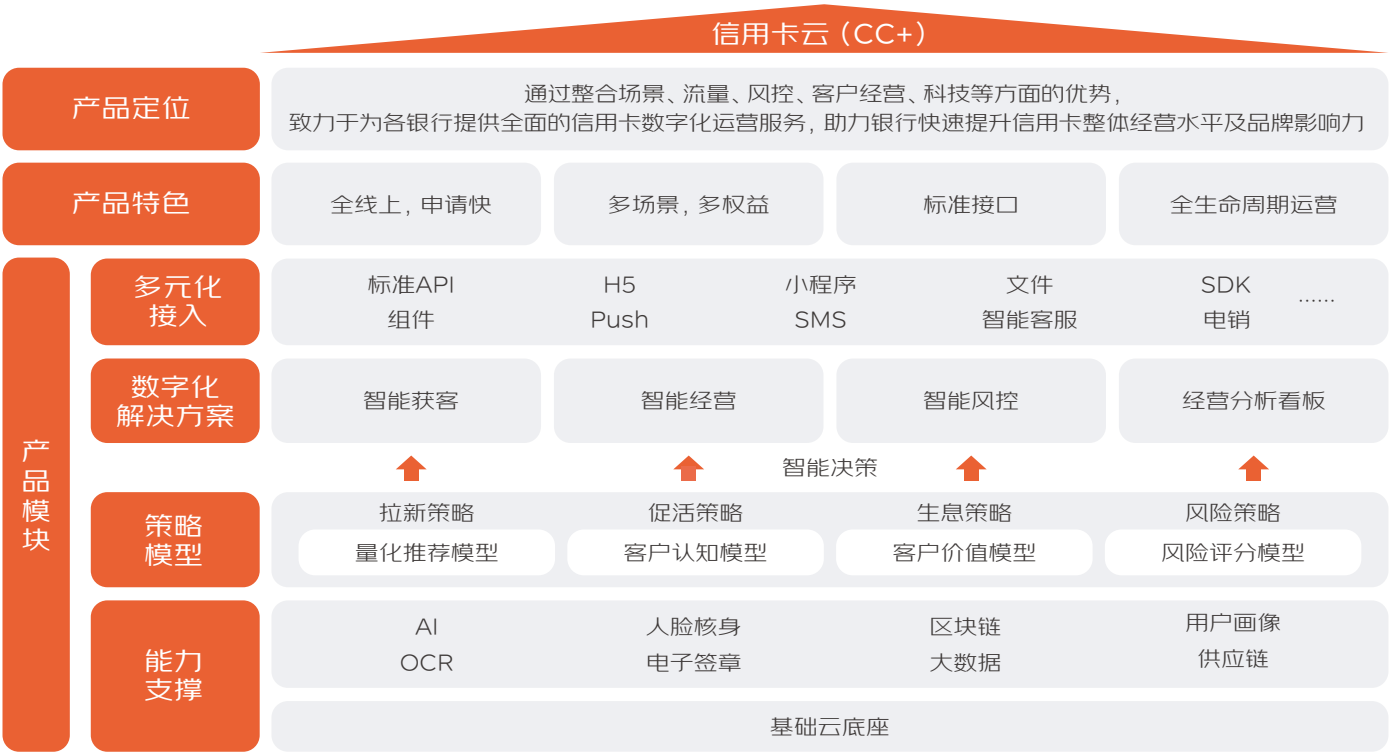 信用卡云（CC+）
产品定位
通过整合场景、流量、风控、客户经营、科技等方面的优势，
致力于为各银行提供全面的信用卡数字化运营服务，助力银行快速提升信用卡整体经营水平及品牌影响力
产品特色
全线上，申请快
多场景，多权益
标准接口
全生命周期运营
产品模块
多元化
接入
标准API
H5
小程序
文件
SDK
……
组件
Push
SMS
智能客服
电销
数字化
解决方案
智能获客
智能经营
智能风控
经营分析看板
智能决策
策略
模型
拉新策略
促活策略
生息策略
风险策略
量化推荐模型
客户认知模型
客户价值模型
风险评分模型
能力
支撑
AI
人脸核身
区块链
用户画像
OCR
电子签章
大数据
供应链
基础云底座